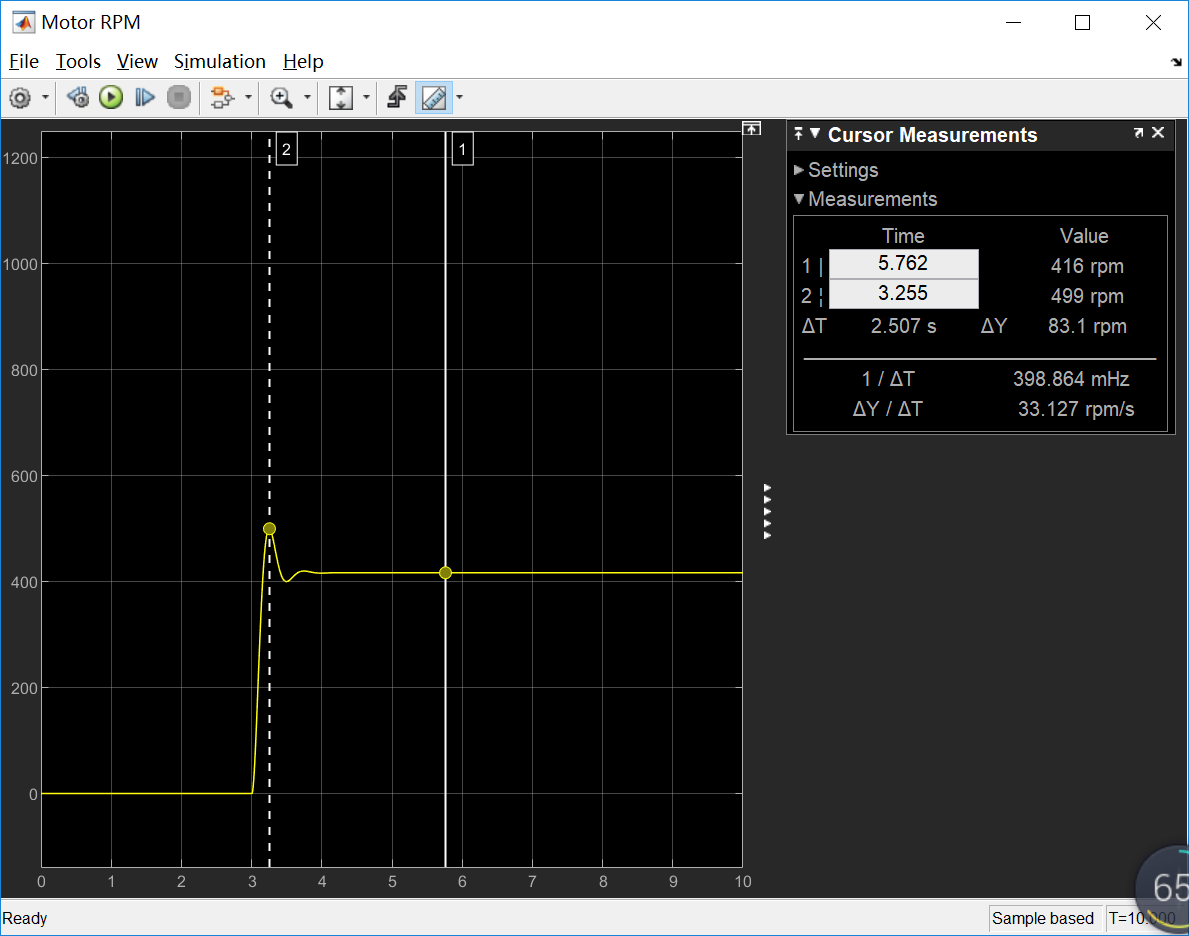 Motor RPM
File Tools View Simulation Help
2 1
1200
1000
800
600
400
200
0
0 1 2 3 4 5 6 7 8 9 10
Cursor Measurements
Settings
Measurements
Time Value
1 | 5.762 416 rpm
2 ¦ 3.255 499 rpm
ΔT 2.507 s ΔY 83.1 rpm
1 / ΔT 398.864 mHz
ΔY / ΔT 33.127 rpm/s
65
Ready Sample based T=10.000